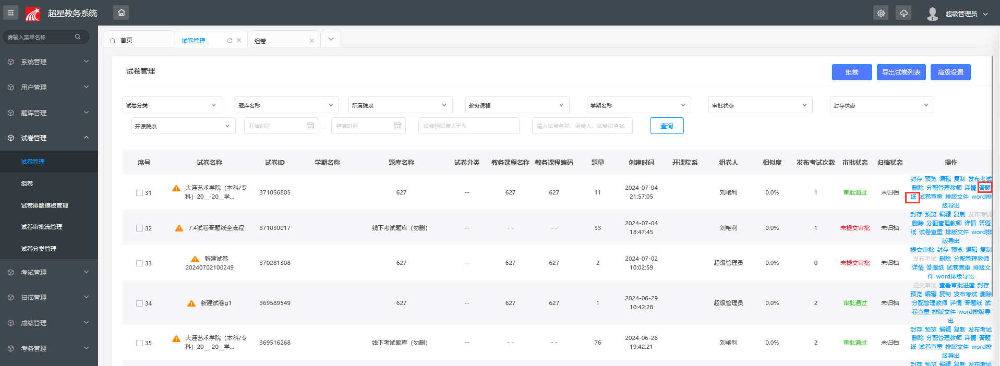 超星教务系统
超级管理员
请输入菜单名称
首页
试卷管理
组卷
系统管理
用户管理
题库管理
试卷管理
试卷管理
组卷
试卷排版模板管理
试卷审批流管理
试卷分类管理
考试管理
扫描管理
成绩管理
考务管理
试卷管理
组卷
导出试卷列表
高级设置
试卷分类
题库名称
所属院系
教务课程
学期名称
审批状态
封存状态
开课院系
开始时间
-
结束时间
试卷相似度大于%
输入试卷名称、组卷人、试卷ID查找
查询
序号 试卷名称 试卷ID 学期名称 题库名称 试卷分类 教务课程名称 教务课程编码 题量 创建时间 开课院系 组卷人 相似度 发布考试次数 审批状态 归档状态 操作
31 大连艺术学院（本科/专
科）20__-20__学... 371056805 627 -- 627 627 11 2024-07-04
21:57:05 刘艳利 0.0% 1 审批通过 未归档
封存 预览 编辑 复制 发布考试
删除 分配管理教师 详情 答题
纸 试卷查重 排版文件 word排
版导出
32 7.4试卷答题纸全流程 371030017 线下考试题库（勿删） -- - - - - 33 2024-07-04
18:47:45 刘艳利 0.0% 1 未提交审批 未归档
封存 预览 编辑 复制 发布考试
删除 分配管理教师 详情 答题
纸 试卷查重 排版文件 word排
版导出
33 新建试卷
20240702100249 370281308 627 -- 627 627 2 2024-07-02
10:02:59 超级管理员 0.0% 0 未提交审批 未归档
提交审批 封存 预览 编辑 复制
发布考试 删除 分配管理教师
详情 答题纸 试卷查重 排版文
件 word排版导出
34 新建试卷g1 369589549 627 -- 627 627 1 2024-06-29
10:42:28 超级管理员 0.0% 2 审批通过 未归档
提交审批 查看审批进度 封存
预览 编辑 复制 发布考试 删除
分配管理教师 详情 答题纸 试
卷查重 排版文件 word排版导
出
35 大连艺术学院（本科/专
科）20__-20__学... 369516268 线下考试题库（勿删） -- - - - - 76 2024-06-28
19:42:21 刘艳利 0.0% 2 审批通过 未归档
封存 预览 编辑 复制 发布考试
删除 分配管理教师 详情 答题
纸 试卷查重 排版文件 word排
版导出
封存 预览 编辑 复制 发布考试